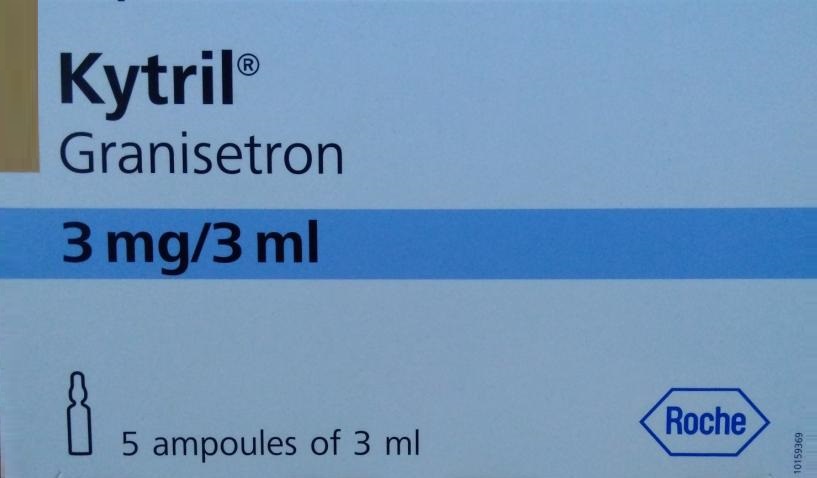 Kytril®
Granisetron
3 mg/3 ml
5 ampoules of 3 ml
Roche
10159369